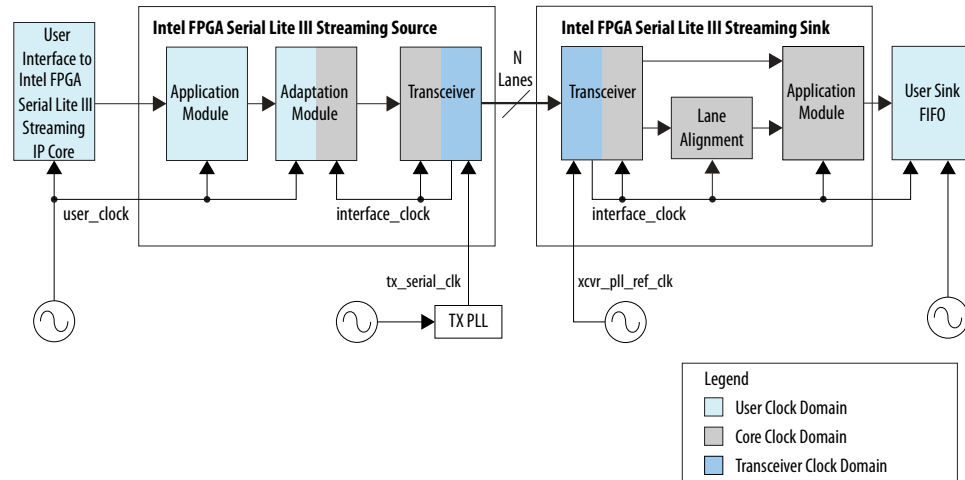 User
Interface to
Intel FPGA
Serial Lite III
Streaming
IP Core
Intel FPGA Serial Lite III Streaming Source
Application
Module
Adaptation
Module
Transceiver
user_clock
interface_clock
tx_serial_clk
TX PLL
N
Lanes
Intel FPGA Serial Lite III Streaming Sink
Transceiver
Lane
Alignment
Application
Module
User Sink
FIFO
interface_clock
xcvr_pll_ref_clk
Legend
User Clock Domain
Core Clock Domain
Transceiver Clock Domain